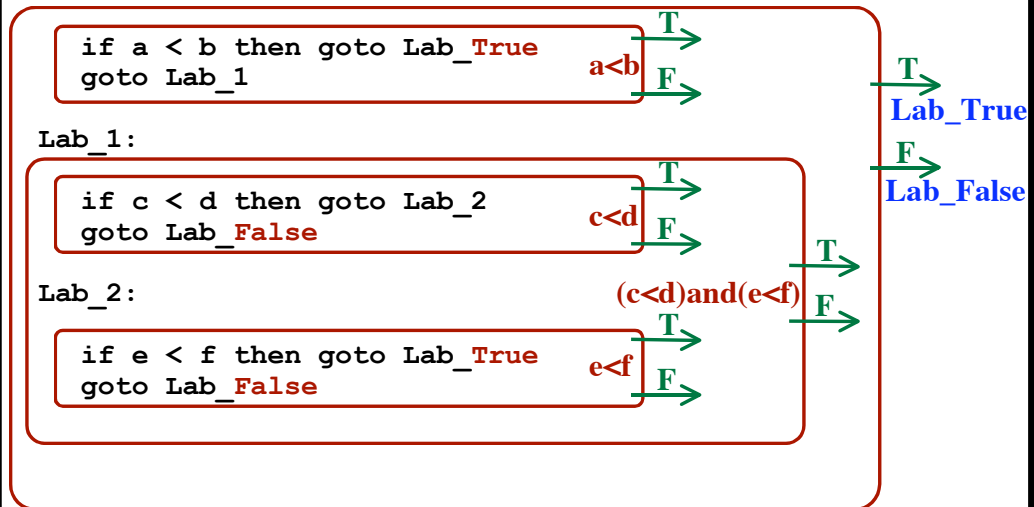 T
if a < b then goto Lab_True
a<b
goto Lab_1
F
T
Lab_True
Lab_1:
F
Lab_False
T
if c < d then goto Lab_2
c<d
goto Lab_False
F
T
Lab_2:
(c<d)and(e<f)
F
T
if e < f then goto Lab_True
e<f
goto Lab_False
F